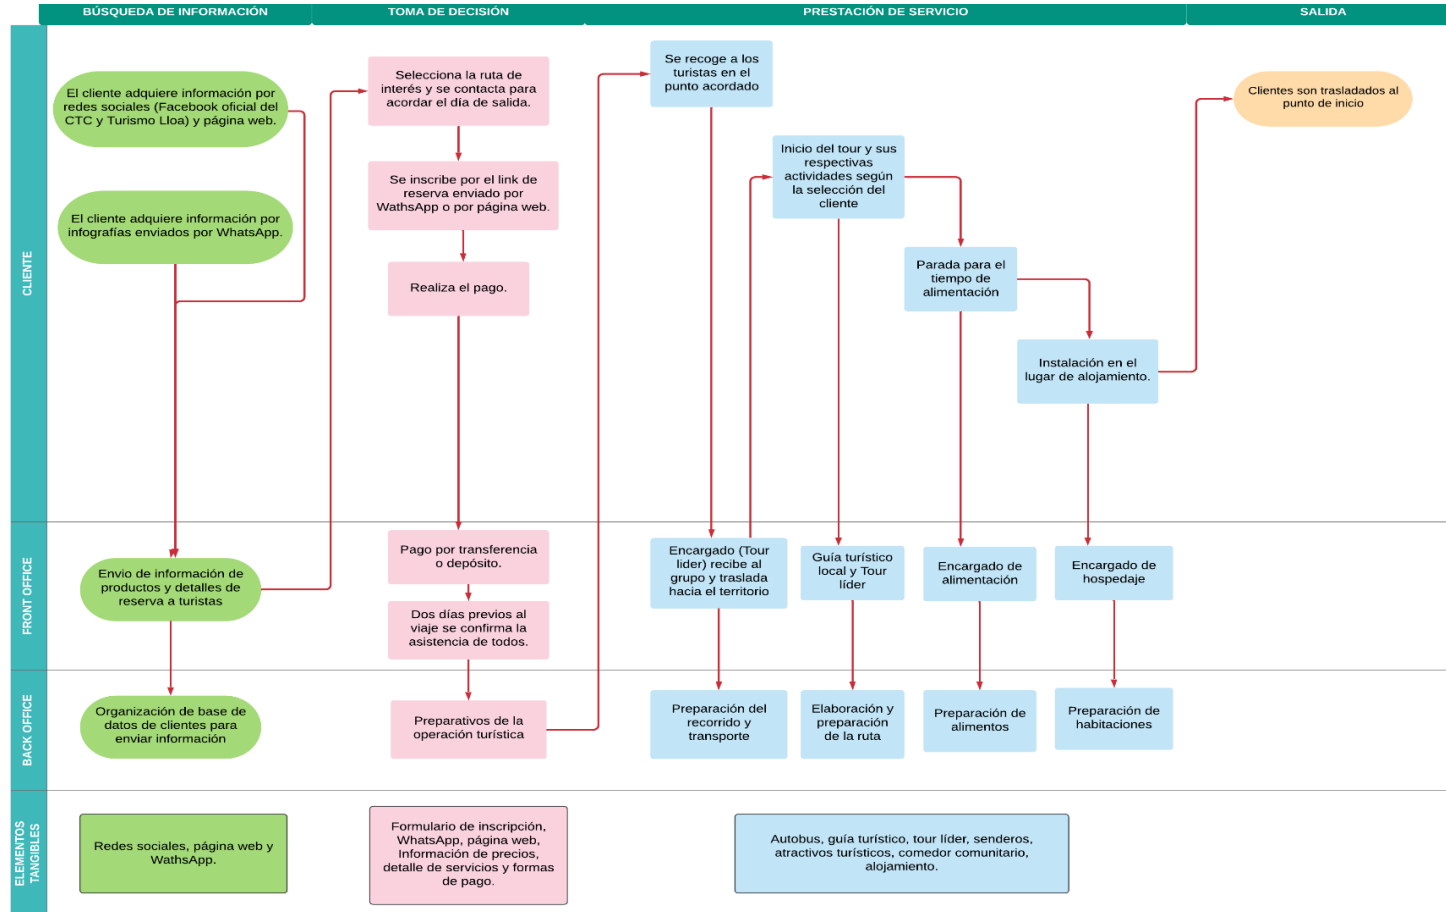 BÚSQUEDA DE INFORMACIÓN
TOMA DE DECISIÓN
PRESTACIÓN DE SERVICIO
SALIDA
CLIENTE
El cliente adquiere información por
redes sociales (Facebook oficial del
CTC y Turismo Lloa) y página web.
El cliente adquiere información por
infografías enviados por WhatsApp.
Selecciona la ruta de
interés y se contacta para
acordar el día de salida.
Se inscribe por el link de
reserva enviado por
WathsApp o por página web.
Realiza el pago.
Se recoge a los
turistas en el
punto acordado
Inicio del tour y sus
respectivas
actividades según
la selección del
cliente
Parada para el
tiempo de
alimentación
Instalación en el
lugar de alojamiento.
Clientes son trasladados al
punto de inicio
FRONT OFFICE
Envio de información de
productos y detalles de
reserva a turistas
Pago por transferencia
o depósito.
Dos días previos al
viaje se confirma la
asistencia de todos.
Encargado (Tour
lider) recibe al
grupo y traslada
hacia el territorio
Guía turístico
local y Tour
líder
Encargado de
alimentación
Encargado de
hospedaje
BACK OFFICE
Organización de base de
datos de clientes para
enviar información
Preparativos de la
operación turística
Preparación del
recorrido y
transporte
Elaboración y
preparación
de la ruta
Preparación de
alimentos
Preparación de
habitaciones
ELEMENTOS
TANGIBLES
Redes sociales, página web y
WathsApp.
Formulario de inscripción,
WhatsApp, página web,
Información de precios,
detalle de servicios y formas
de pago.
Autobus, guía turístico, tour líder, senderos,
atractivos turísticos, comedor comunitario,
alojamiento.